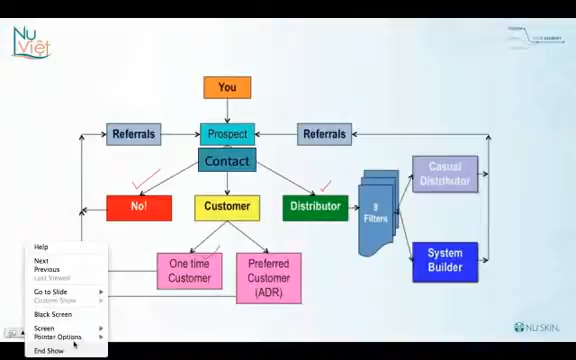 Nu
Việt
You
Referrals
Prospect
Referrals
Contact
No!
Customer
Distributor
8
Filters
Casual
Distributor
One time
Customer
Preferred
Customer
(ADR)
System
Builder
Help
Next
Previous
Last Viewed
Go to Slide
Custom Show
Black Screen
Screen
Pointer Options
End Show
NU SKIN